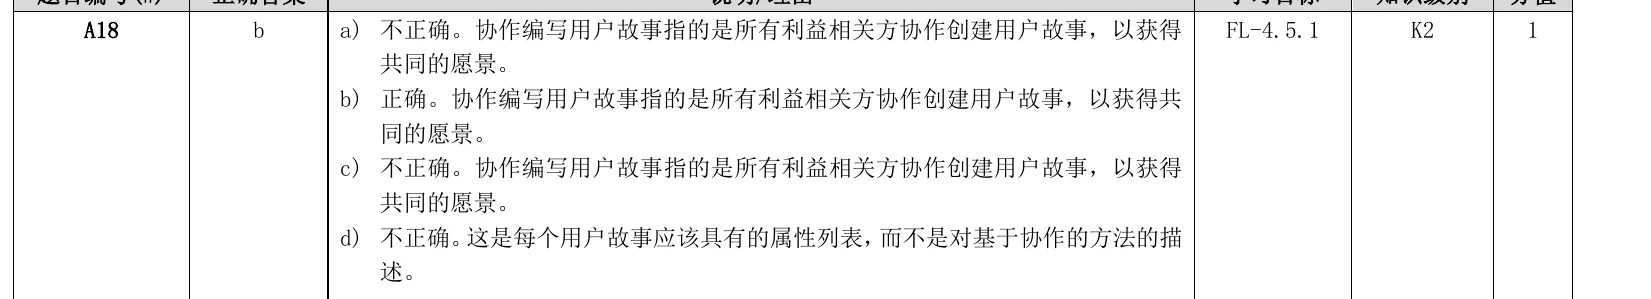 A18 b a) 不正确。协作编写用户故事指的是所有利益相关方协作创建用户故事，以获得 FL-4.5.1 K2 1
共同的愿景。
b) 正确。协作编写用户故事指的是所有利益相关方协作创建用户故事，以获得共
同的愿景。
c) 不正确。协作编写用户故事指的是所有利益相关方协作创建用户故事，以获得
共同的愿景。
d) 不正确。这是每个用户故事应该具有的属性列表，而不是对基于协作的方法的描
述。